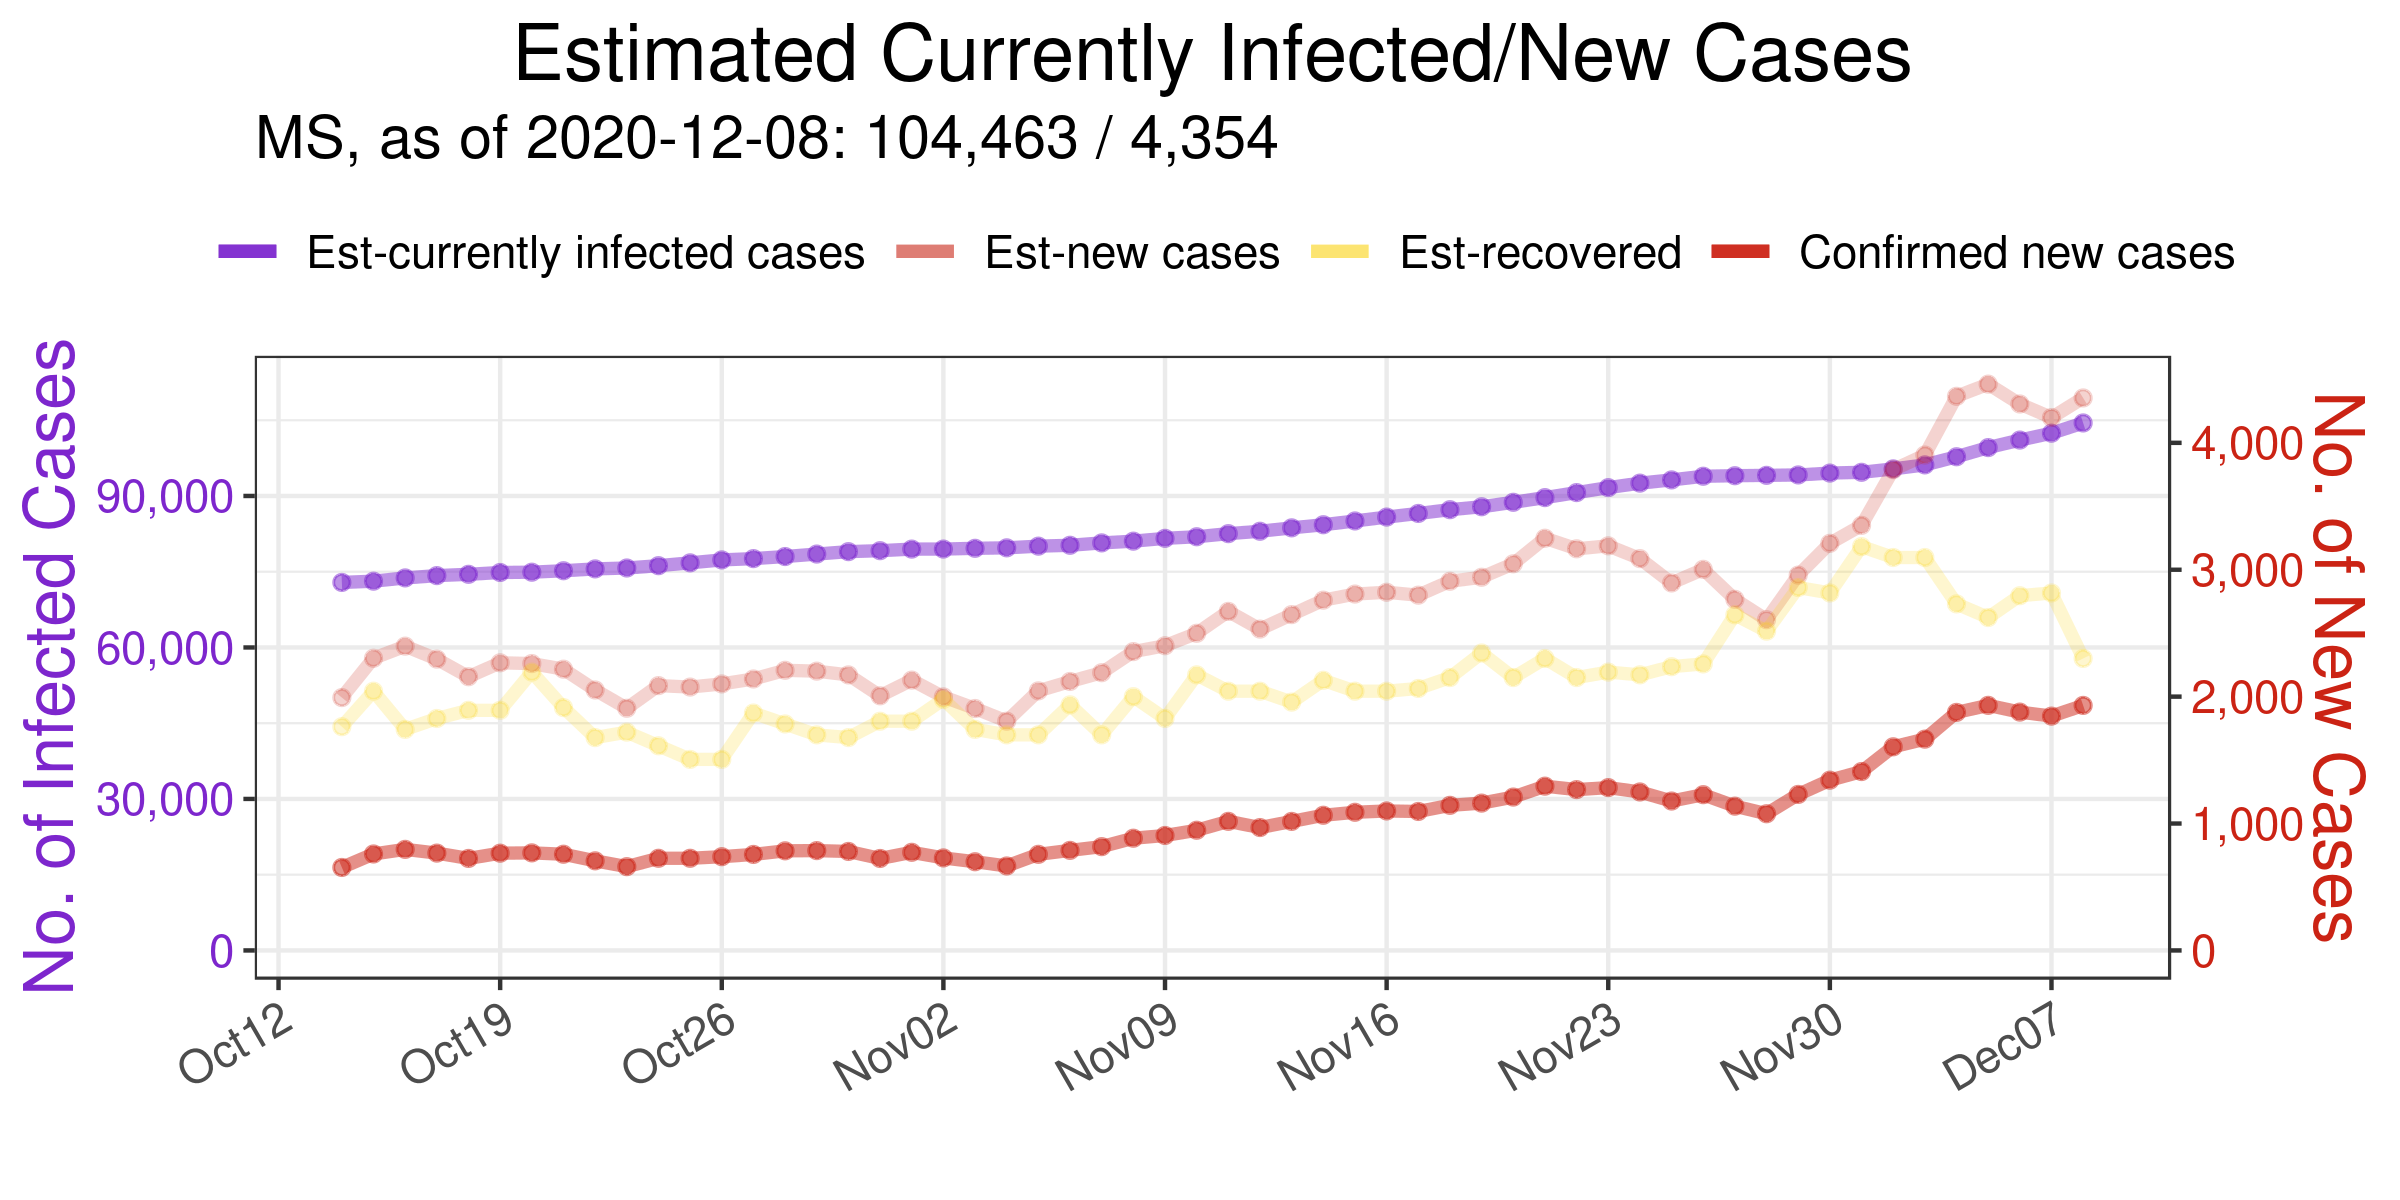 Estimated Currently Infected/New Cases
MS, as of 2020-12-08: 104,463 / 4,354
Est-currently infected cases Est-new cases Est-recovered Confirmed new cases
No. of Infected Cases
90,000
60,000
30,000
0
4,000
3,000
2,000
1,000
0
No. of New Cases
Oct12 Oct19 Oct26 Nov02 Nov09 Nov16 Nov23 Nov30 Dec07